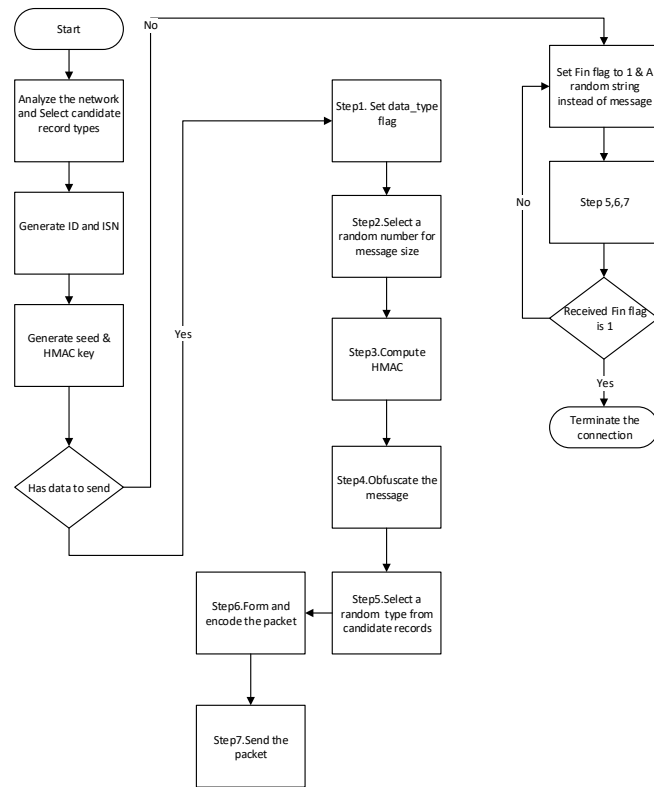 Start
Analyze the network
and Select candidate
record types
Generate ID and ISN
Generate seed &
HMAC key
Has data to send
No
Yes
Step1. Set data_type
flag
Step2.Select a
random number for
message size
Step3.Compute
HMAC
Step4.Obfuscate the
message
Step5.Select a
random type from
candidate records
Step6.Form and
encode the packet
Step7.Send the
packet
Set Fin flag to 1 & A
random string
instead of message
Step 5,6,7
No
Received Fin flag
is 1
Yes
Terminate the
connection